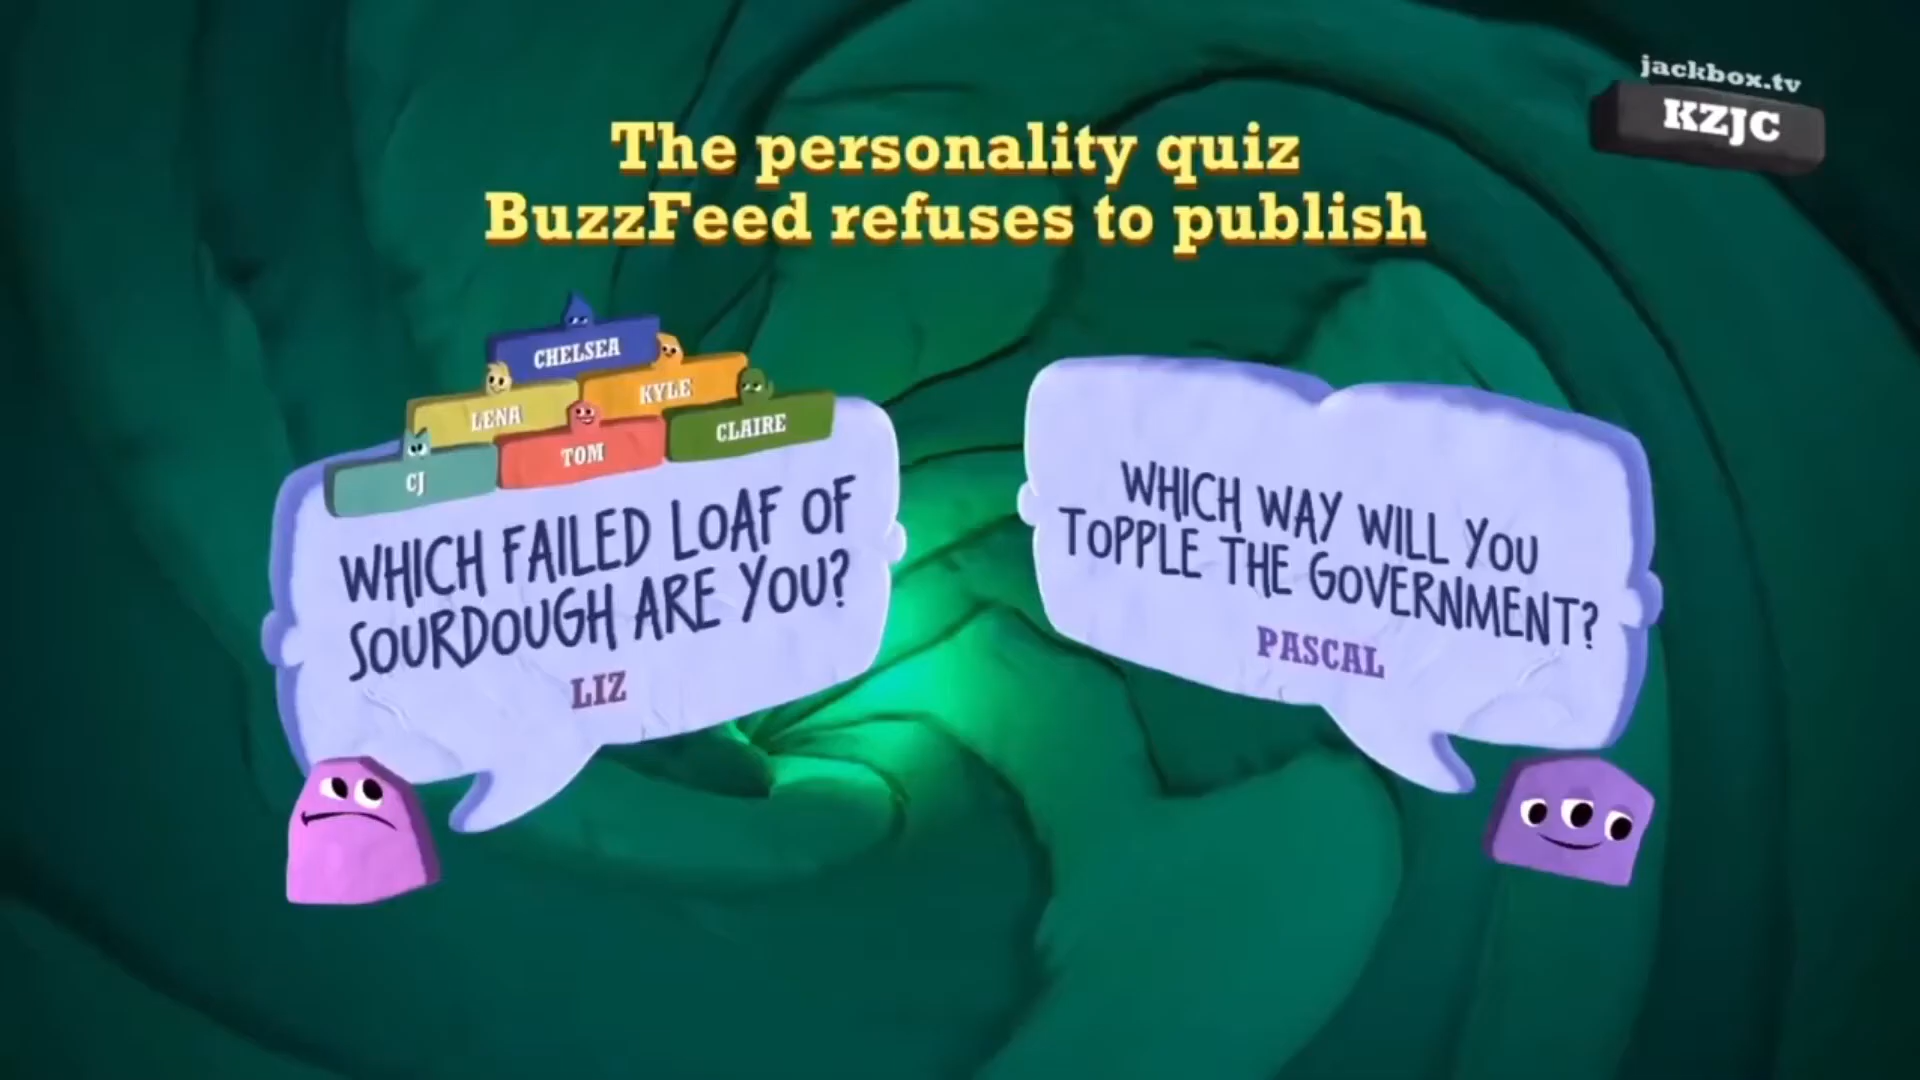 jackbox.tv
KZJC
The personality quiz
BuzzFeed refuses to publish
CHELSEA
LENA
KYLE
CJ
TOM
CLAIRE
WHICH FAILED LOAF OF
SOURDOUGH ARE YOU?
LIZ
WHICH WAY WILL YOU
TOPPLE THE GOVERNMENT?
PASCAL